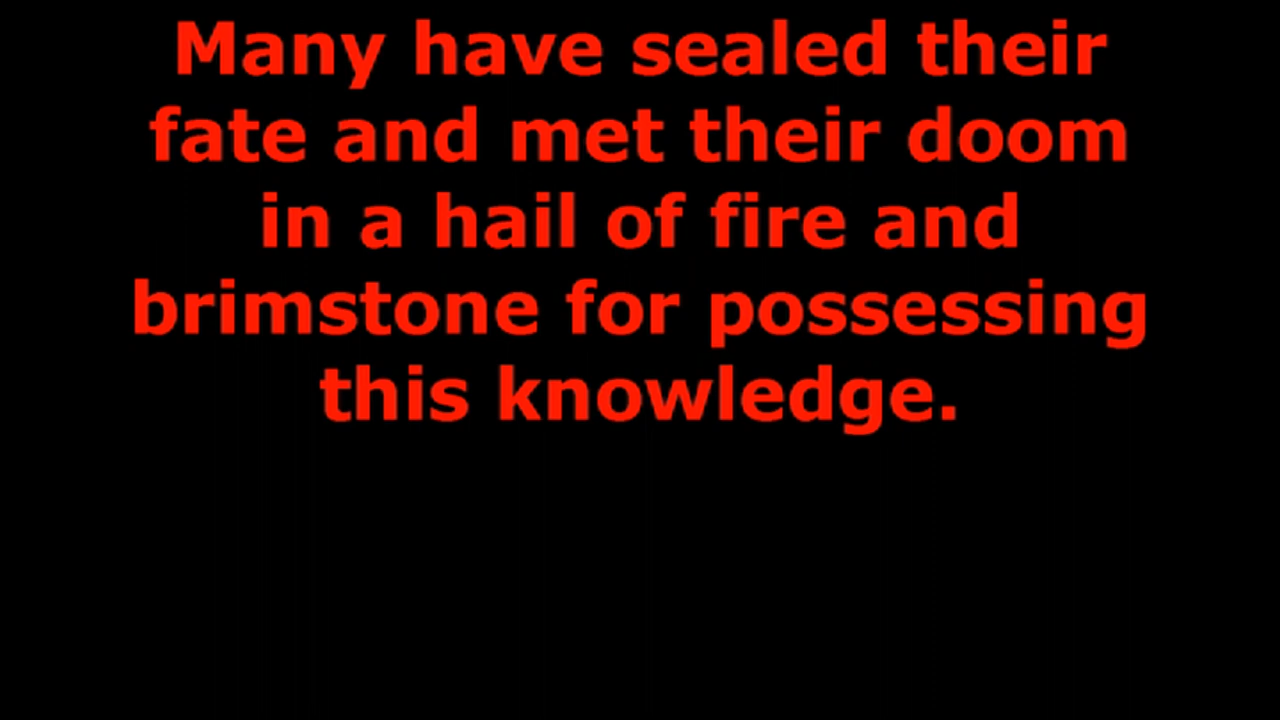 Many have sealed their
fate and met their doom
in a hail of fire and
brimstone for possessing
this knowledge.